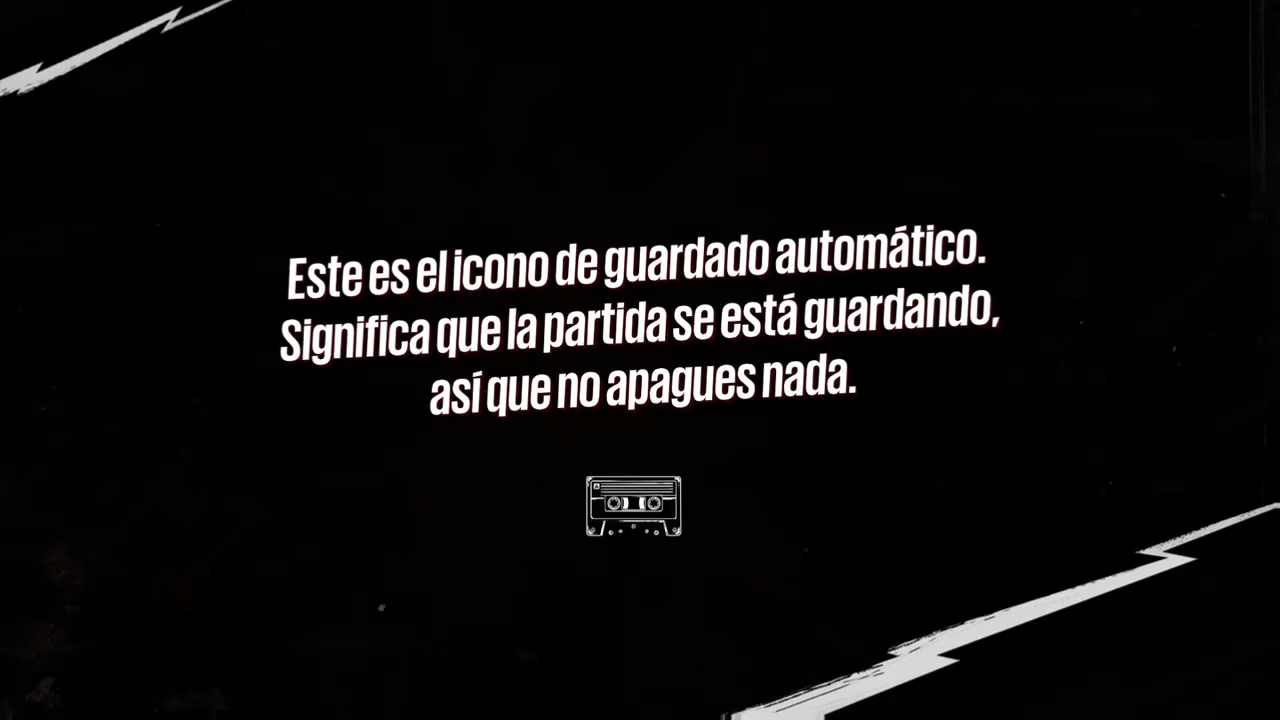 Este es el icono de guardado automático.
Significa que la partida se está guardando,
así que no apagues nada.